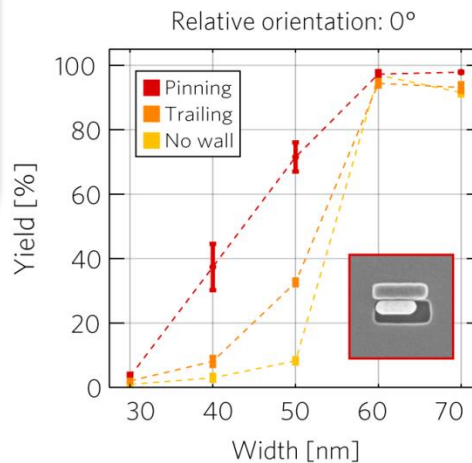 Relative orientation: 0°
100
80
60
40
20
0
Yield [%]
Pinning
Trailing
No wall
30 40 50 60 70
Width [nm]